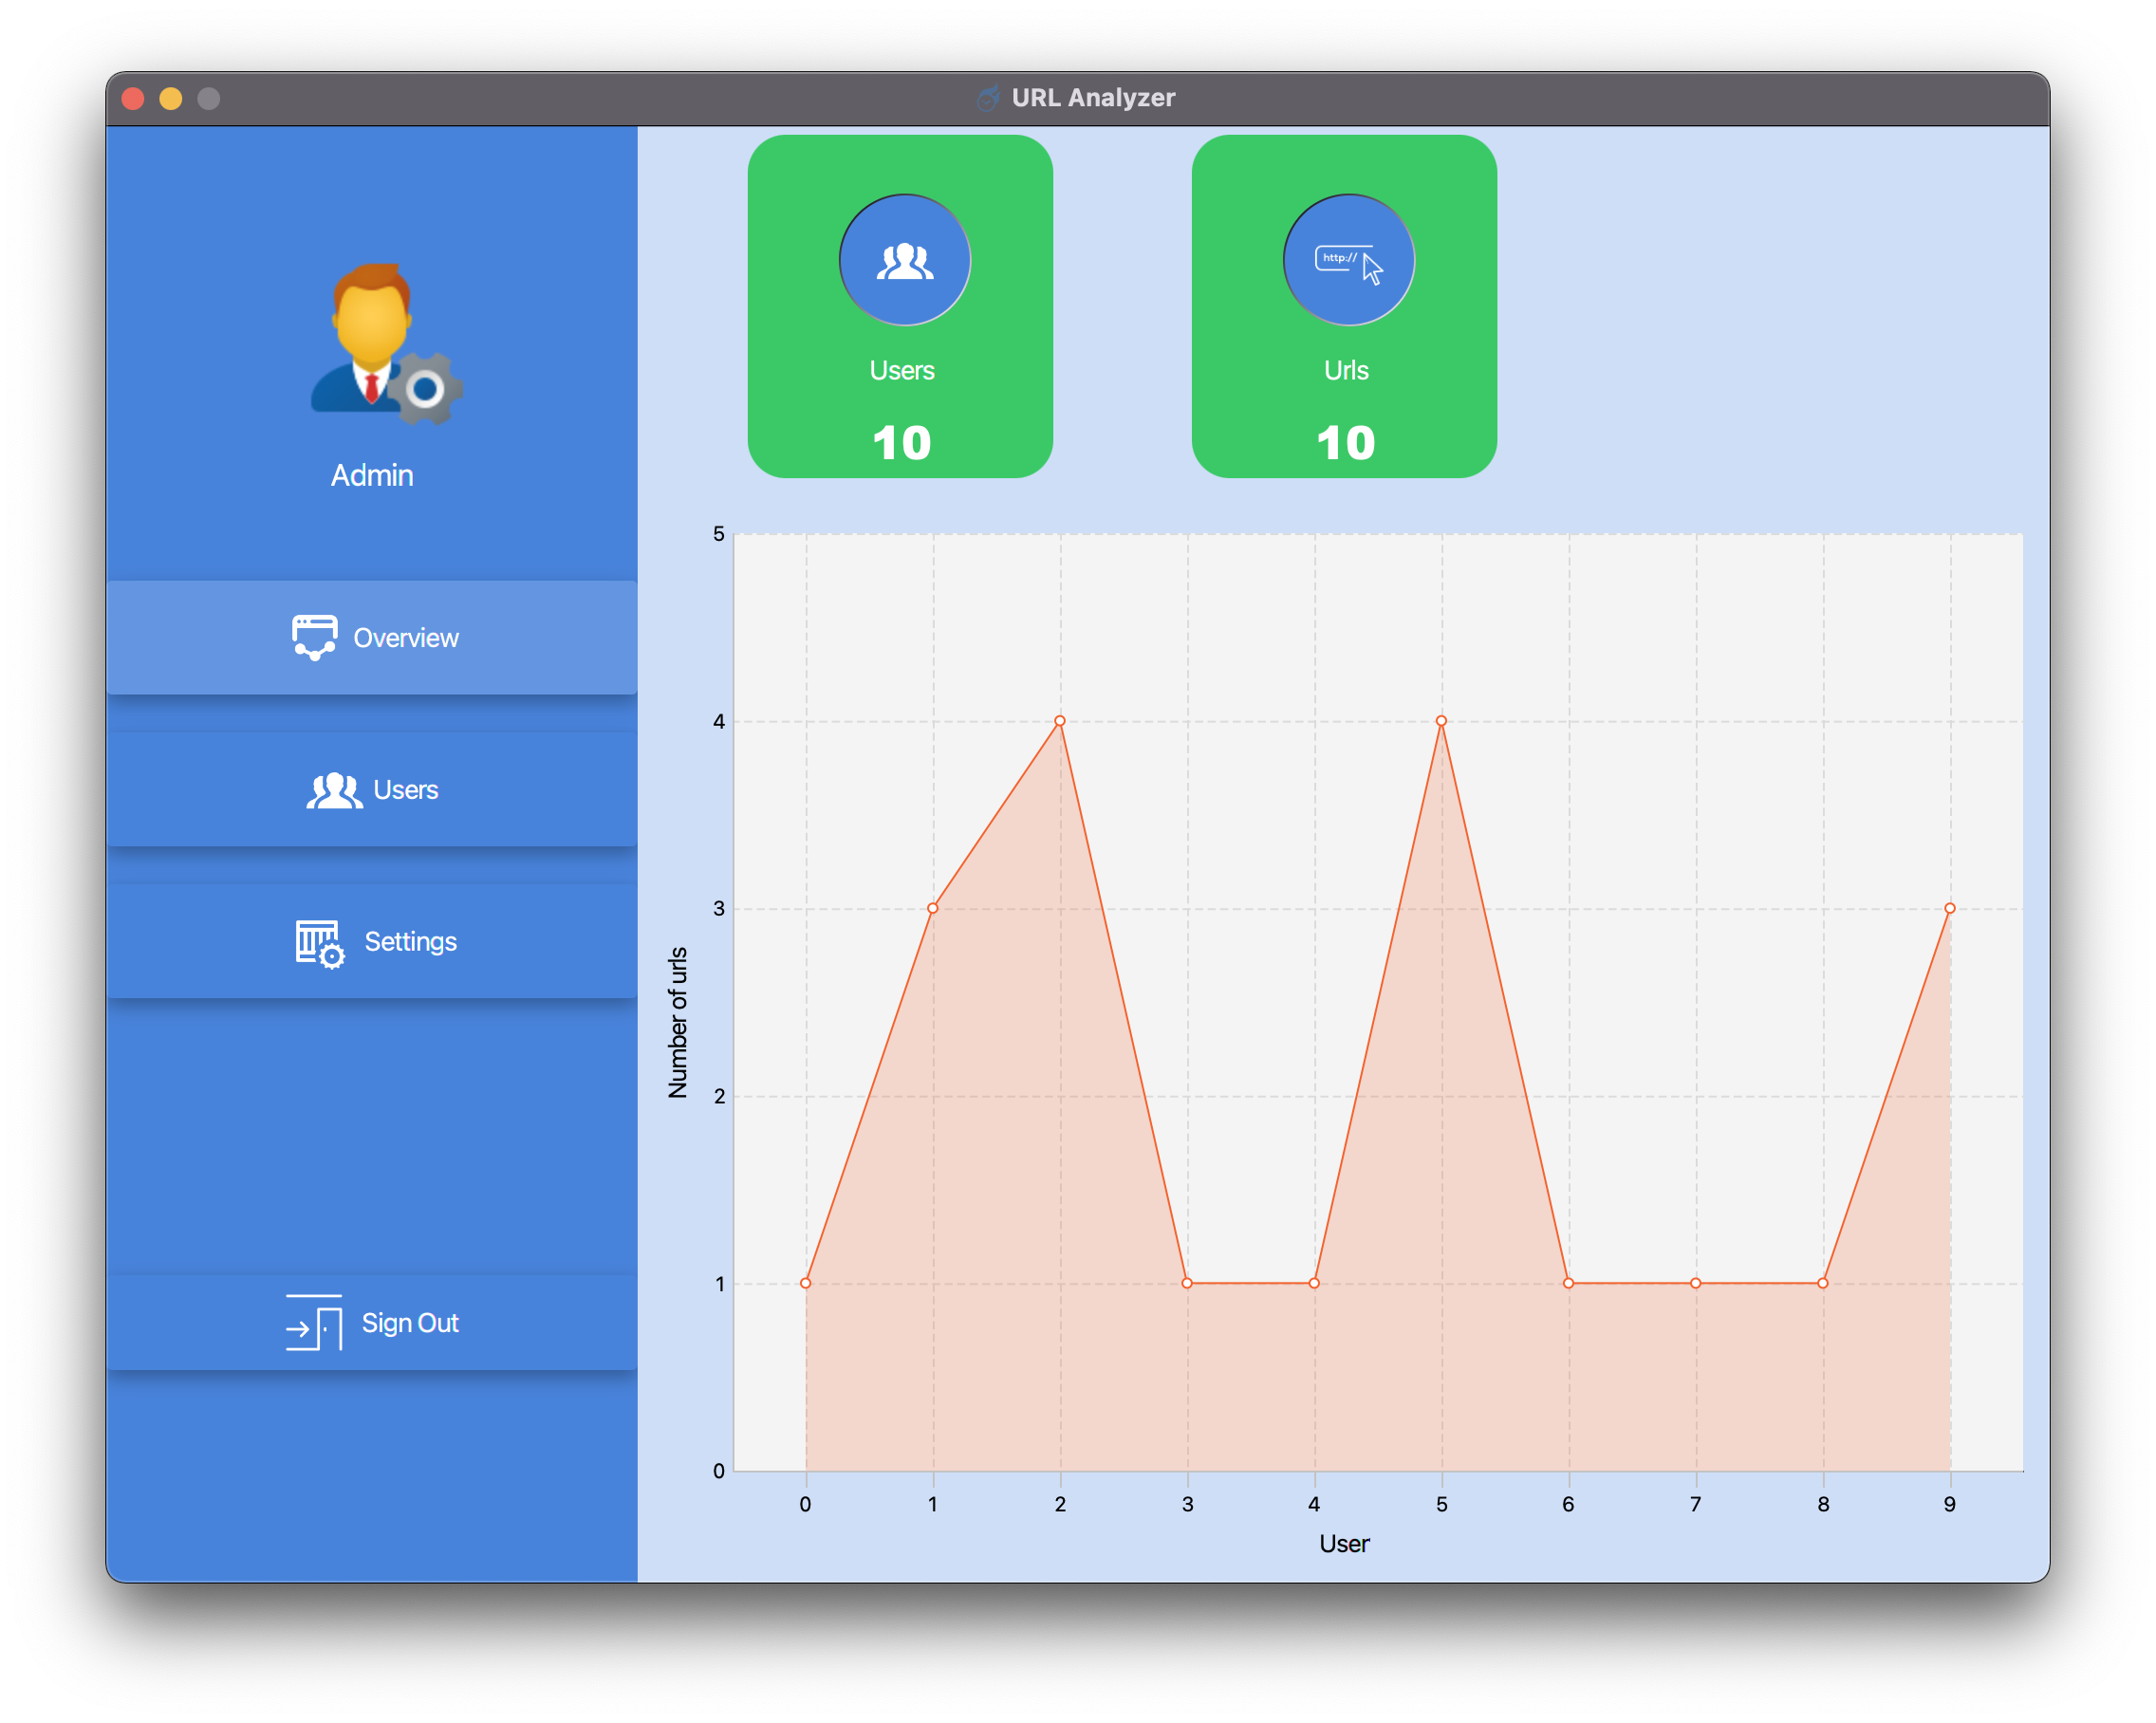 URL Analyzer
Admin
Overview
Users
Settings
Sign Out
Users
10
http://
Urls
10
5
4
3
2
1
0
Number of urls
0 1 2 3 4 5 6 7 8 9
User